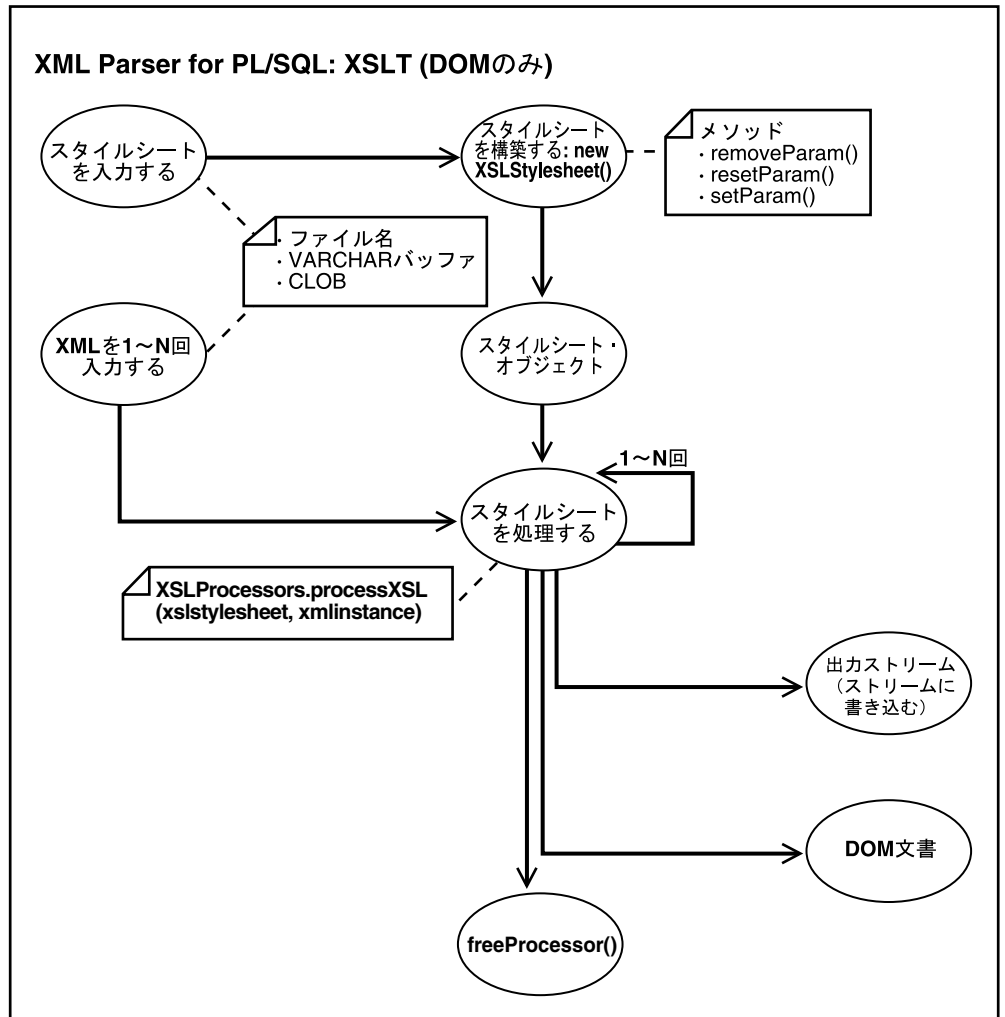 XML Parser for PL/SQL: XSLT (DOMのみ)
スタイルシート
を入力する
スタイルシート
を構築する: new
XSLStylesheet()
メソッド
・removeParam()
・resetParam()
・setParam()
・ファイル名
・VARCHARバッファ
・CLOB
XMLを1〜N回
入力する
スタイルシート・
オブジェクト
1〜N回
スタイルシート
を処理する
XSLProcessors.processXSL
(xslstylesheet, xmlinstance)
出力ストリーム
（ストリームに
書き込む）
DOM文書
freeProcessor()